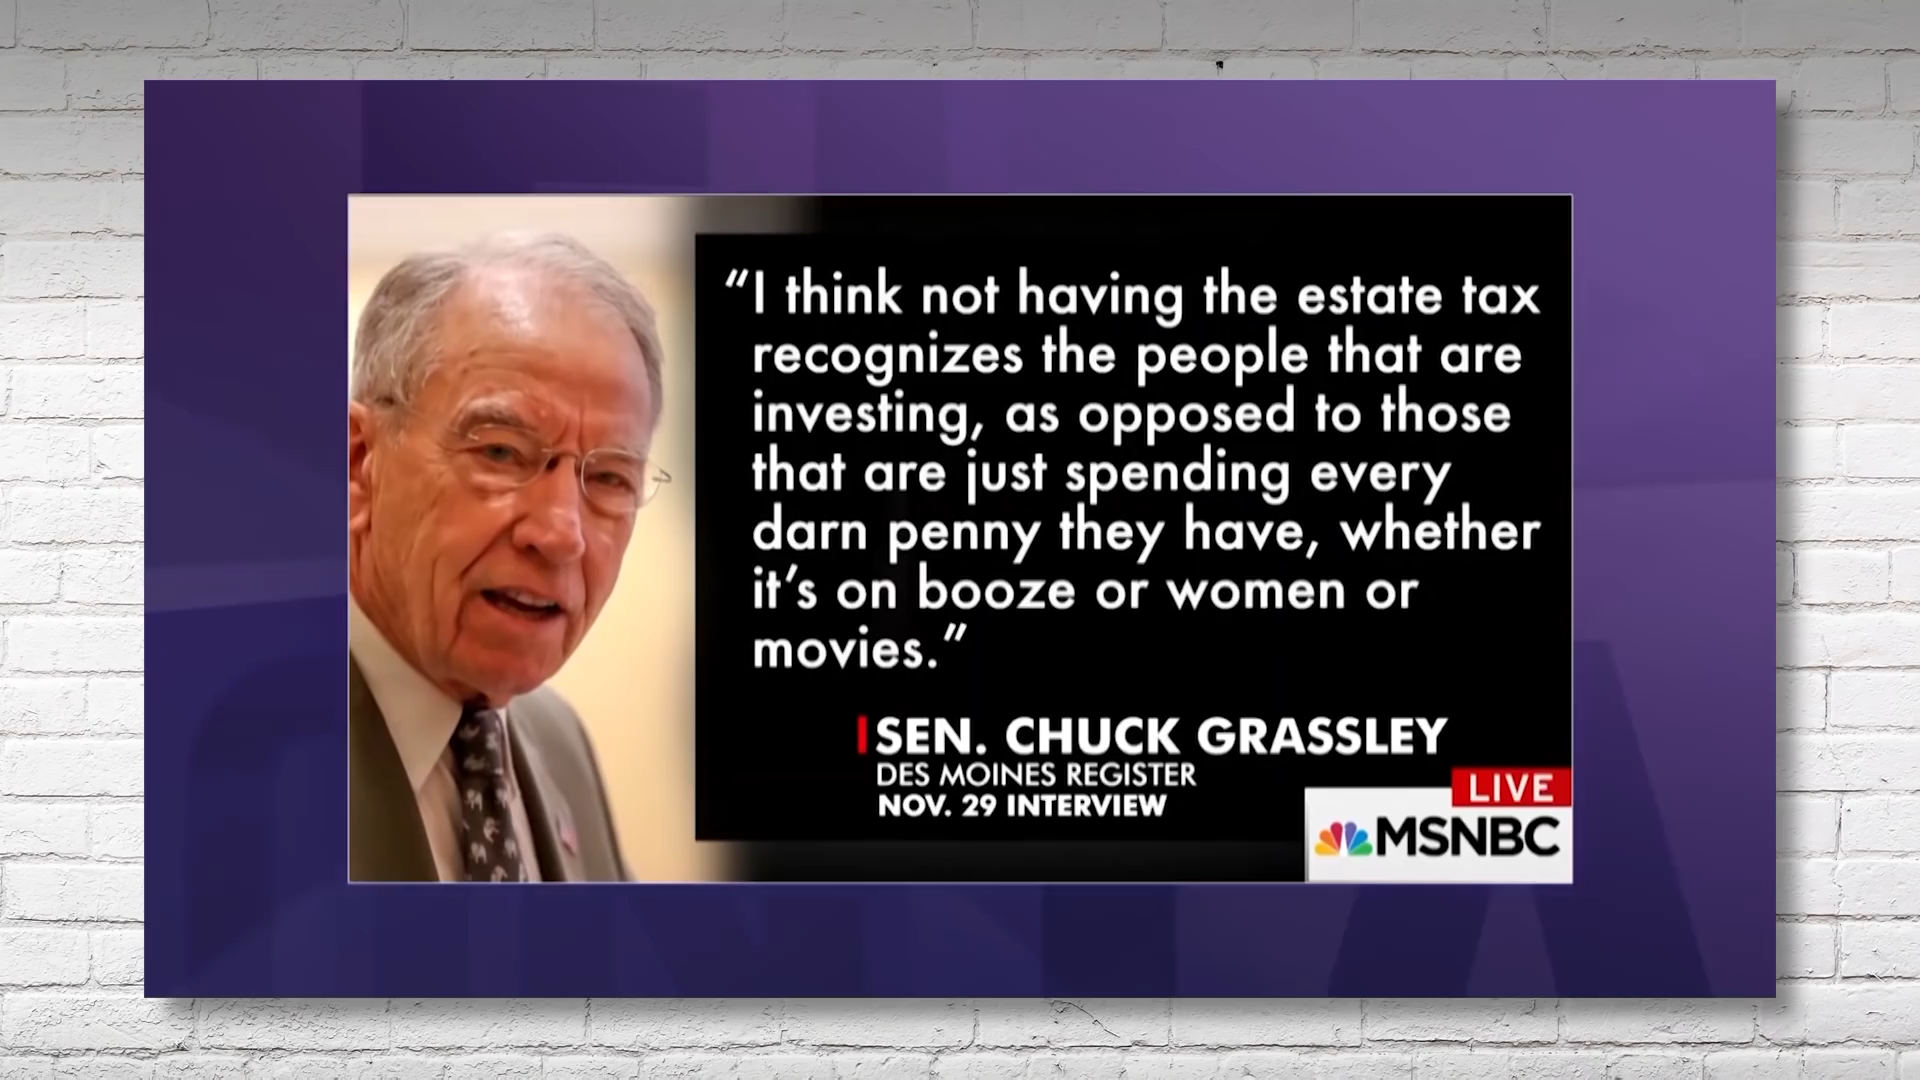 “I think not having the estate tax
recognizes the people that are
investing, as opposed to those
that are just spending every
darn penny they have, whether
it’s on booze or women or
movies.”
SEN. CHUCK GRASSLEY
DES MOINES REGISTER
NOV. 29 INTERVIEW
LIVE
MSNBC